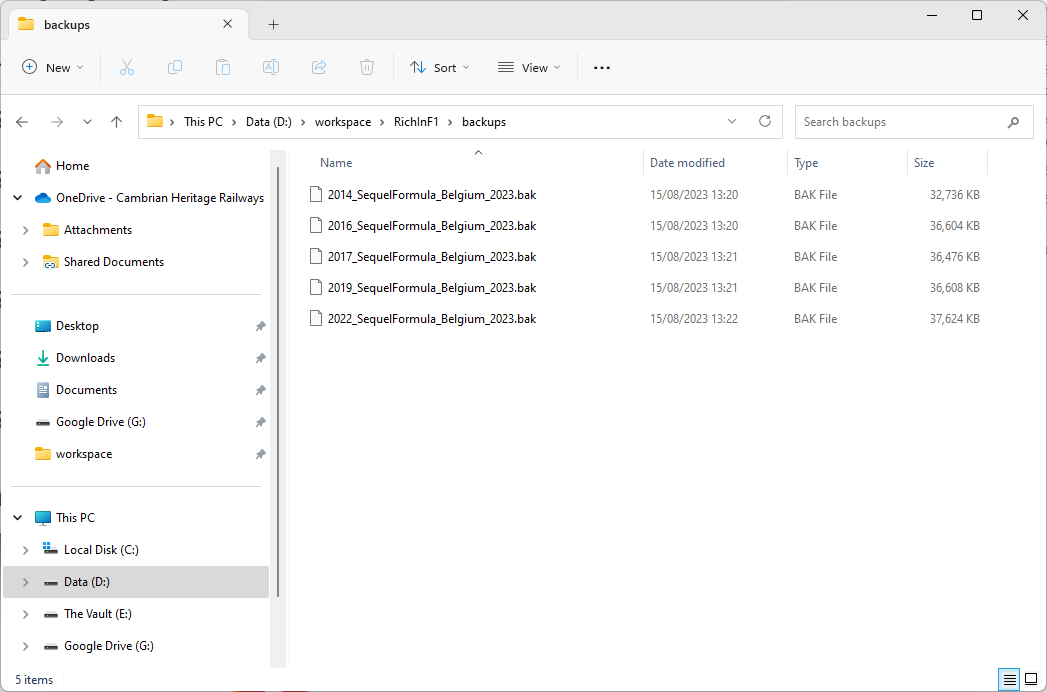 backups
New
Sort
View
This PC
Data (D:)
workspace
RichInF1
backups
Search backups
Home
OneDrive - Cambrian Heritage Railways
Attachments
Shared Documents
Desktop
Downloads
Documents
Google Drive (G:)
workspace
This PC
Local Disk (C:)
Data (D:)
The Vault (E:)
Google Drive (G:)
Name Date modified Type Size
2014_SequelFormula_Belgium_2023.bak 15/08/2023 13:20 BAK File 32,736 KB
2016_SequelFormula_Belgium_2023.bak 15/08/2023 13:20 BAK File 36,604 KB
2017_SequelFormula_Belgium_2023.bak 15/08/2023 13:21 BAK File 36,476 KB
2019_SequelFormula_Belgium_2023.bak 15/08/2023 13:21 BAK File 36,608 KB
2022_SequelFormula_Belgium_2023.bak 15/08/2023 13:22 BAK File 37,624 KB
5 items